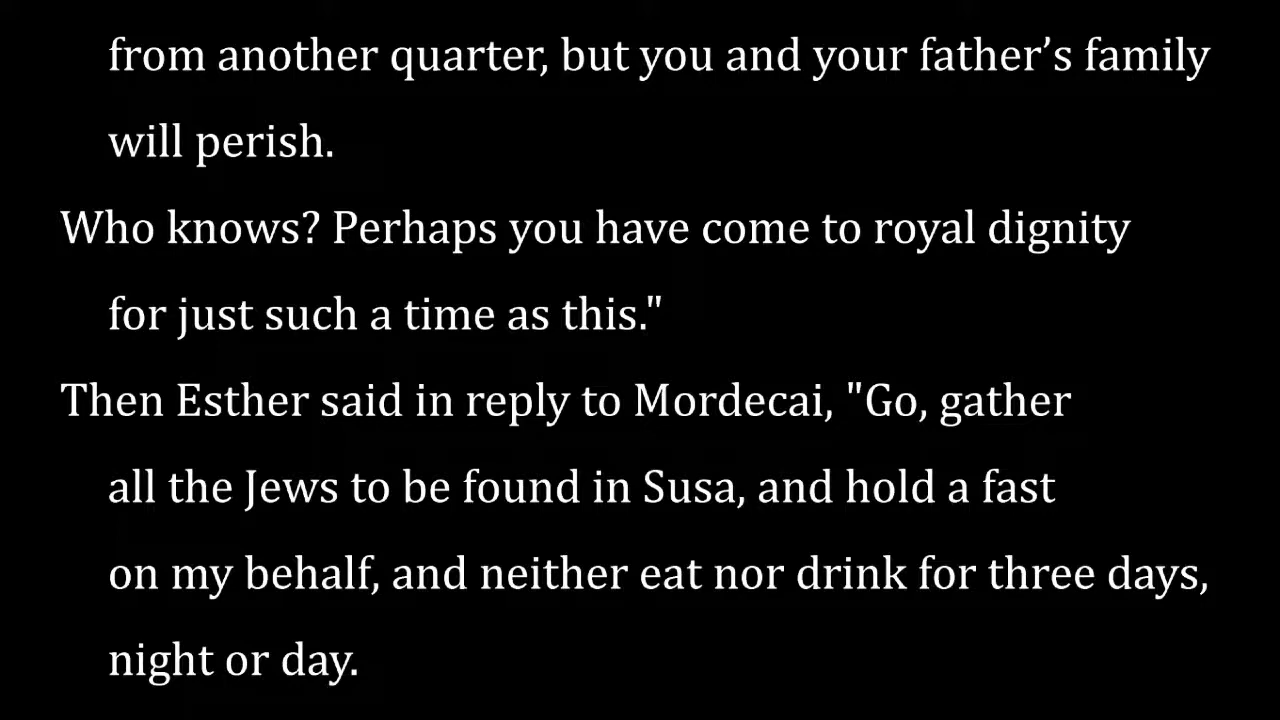 from another quarter, but you and your father’s family
will perish.
Who knows? Perhaps you have come to royal dignity
for just such a time as this."
Then Esther said in reply to Mordecai, "Go, gather
all the Jews to be found in Susa, and hold a fast
on my behalf, and neither eat nor drink for three days,
night or day.